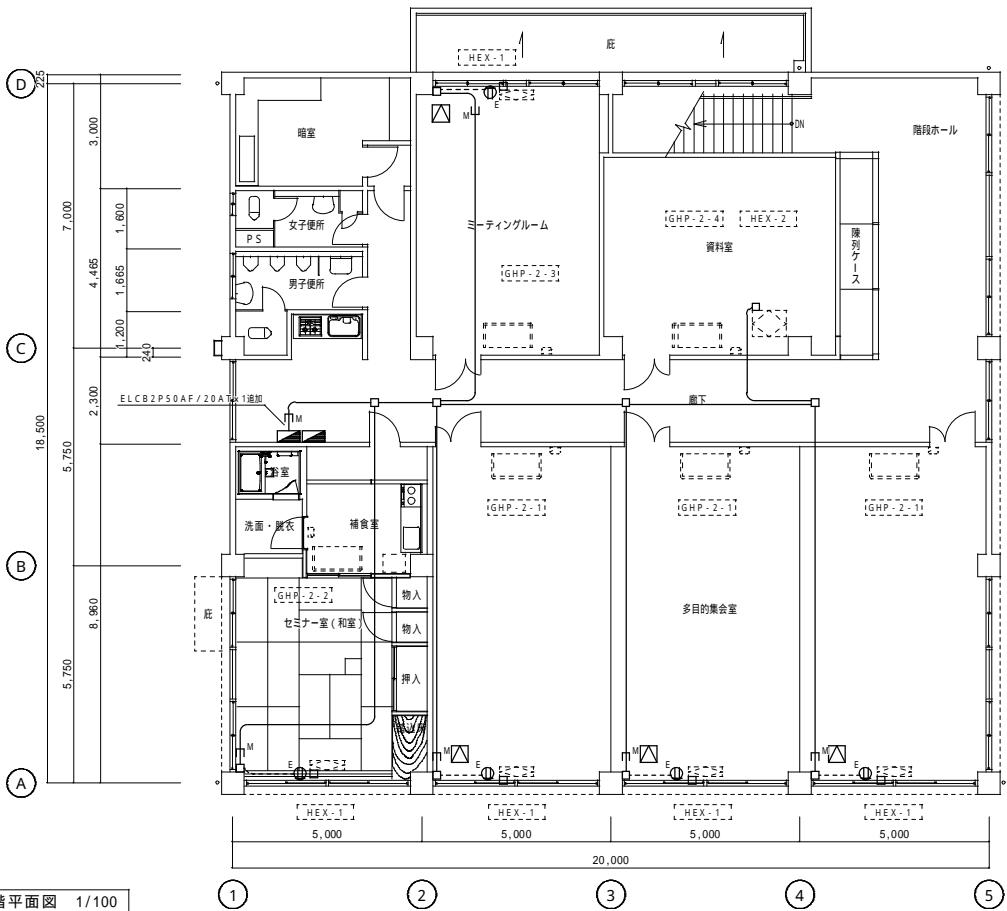 庇
HEX-1
D
225
E
M
暗室
DN
階段ホール
3,000
7,000
1,600
女子便所
PS
ミーティングルーム
GHP-2-4
HEX-2
資料室
陳列ケース
GHP-2-3
4,465
1,665
男子便所
1,200
C
240
ELCB2P50AF/20AT×1追加
M
廊下
2,300
18,500
5,750
浴室
GHP-2-1
GHP-2-1
GHP-2-1
洗面・脱衣
補食室
B
GHP-2-2
物入
庇
セミナー室(和室)
物入
多目的集会室
8,960
5,750
押入
M
M
M
M
E
E
E
E
A
HEX-1
HEX-1
HEX-1
HEX-1
5,000
5,000
5,000
5,000
20,000
1
2
3
4
5
階平面図 1/100